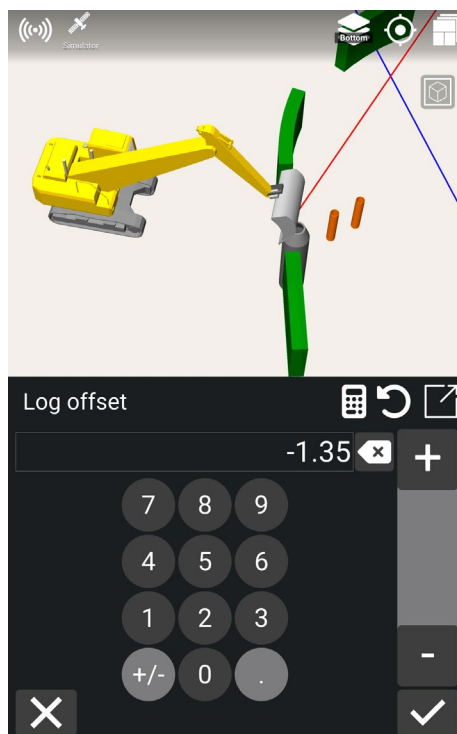 Simulator
Bottom
Log offset
-1.35
+
7 8 9
4 5 6
1 2 3
+/- 0 .
-